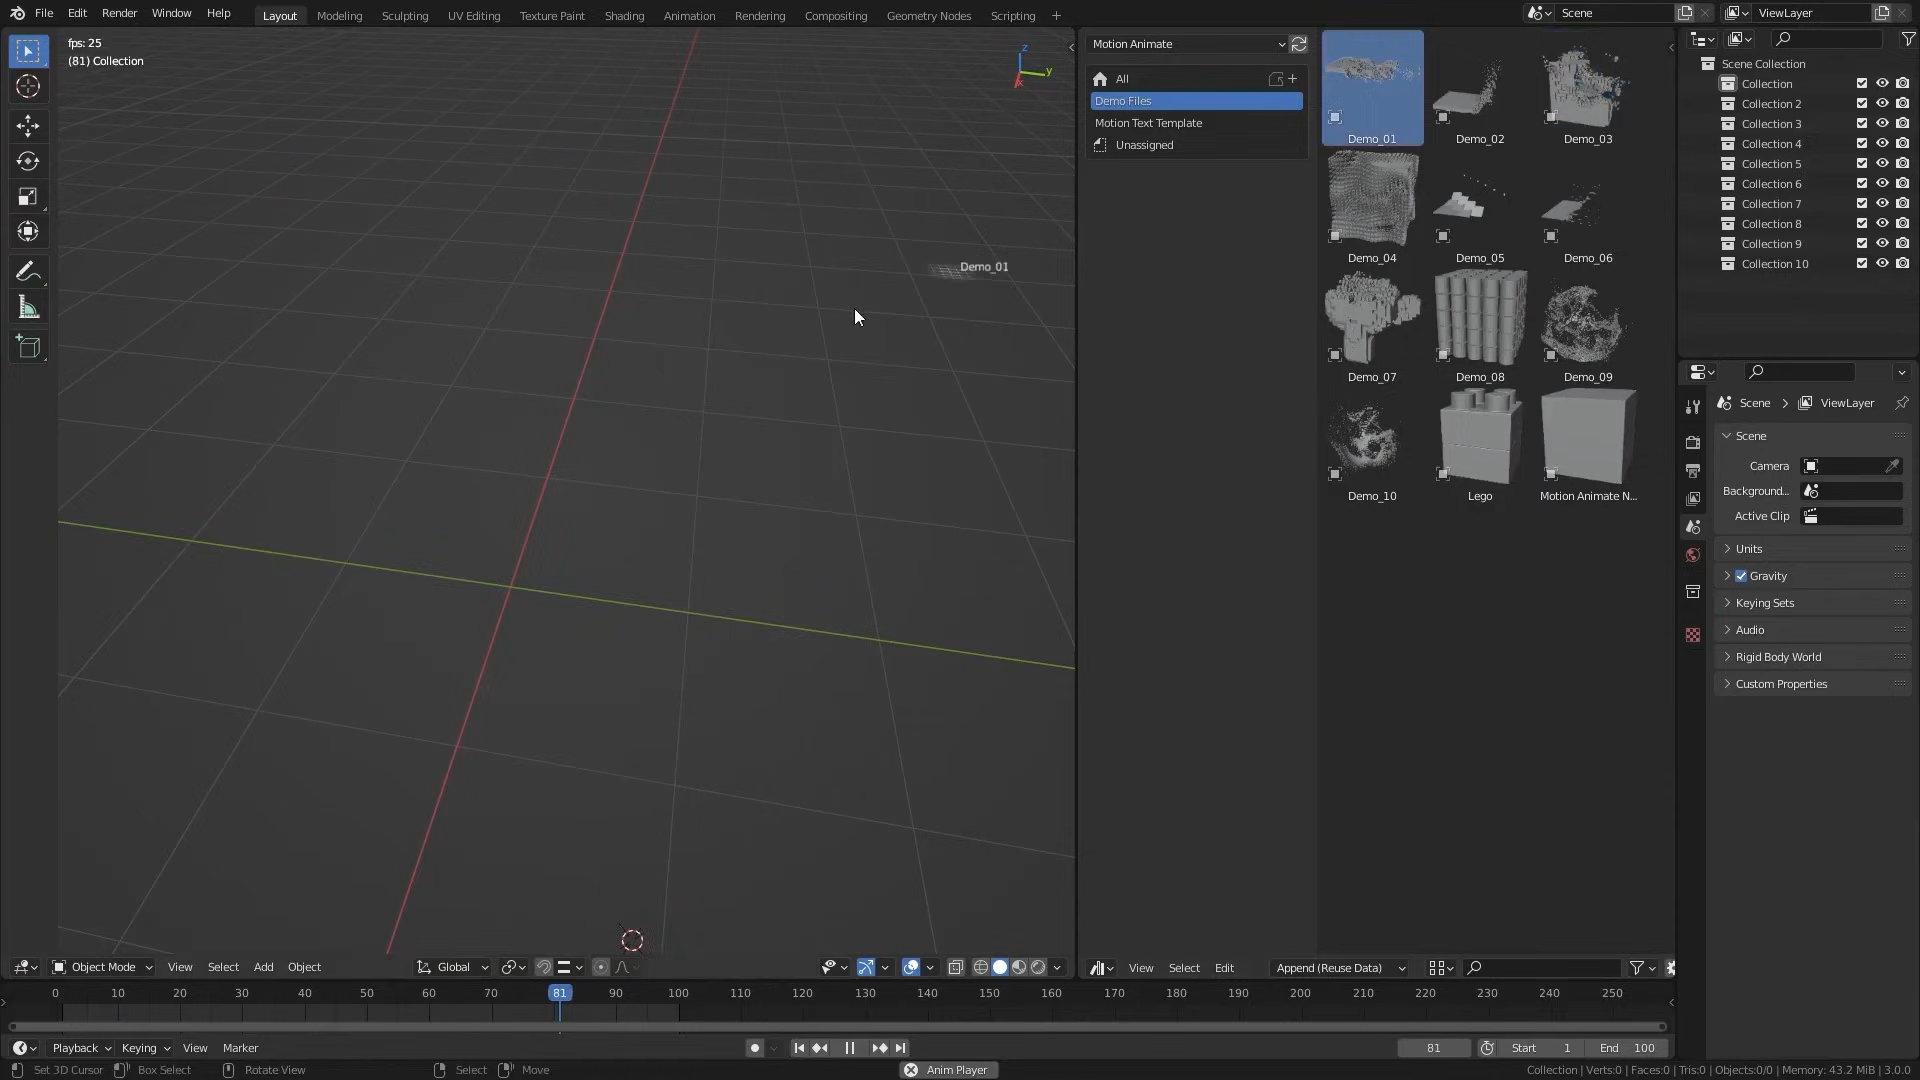 File Edit Render Window Help Layout Modeling Sculpting UV Editing Texture Paint Shading Animation Rendering Compositing Geometry Nodes Scripting Scene ViewLayer
fps: 25
(81) Collection
Z
y
Demo_01
Motion Animate
All
Demo Files
Motion Text Template
Unassigned
Demo_01 Demo_02 Demo_03
Demo_04 Demo_05 Demo_06
Demo_07 Demo_08 Demo_09
Demo_10 Lego Motion Animate N...
Scene Collection
Collection
Collection 2
Collection 3
Collection 4
Collection 5
Collection 6
Collection 7
Collection 8
Collection 9
Collection 10
Scene ViewLayer
Scene
Camera
Background..
Active Clip
Units
Gravity
Keying Sets
Audio
Rigid Body World
Custom Properties
Object Mode View Select Add Object Global
View Select Edit Append (Reuse Data)
0 10 20 30 40 50 60 70 81 90 100 110 120 130 140 150 160 170 180 190 200 210 220 230 240 250
Playback Keying View Marker 81 Start 1 End 100
Set 3D Cursor Box Select Rotate View Select Move Anim Player Collection | Verts:0 | Faces:0 | Tris:0 | Objects:0/0 | Memory: 43.2 MiB | 3.0.0